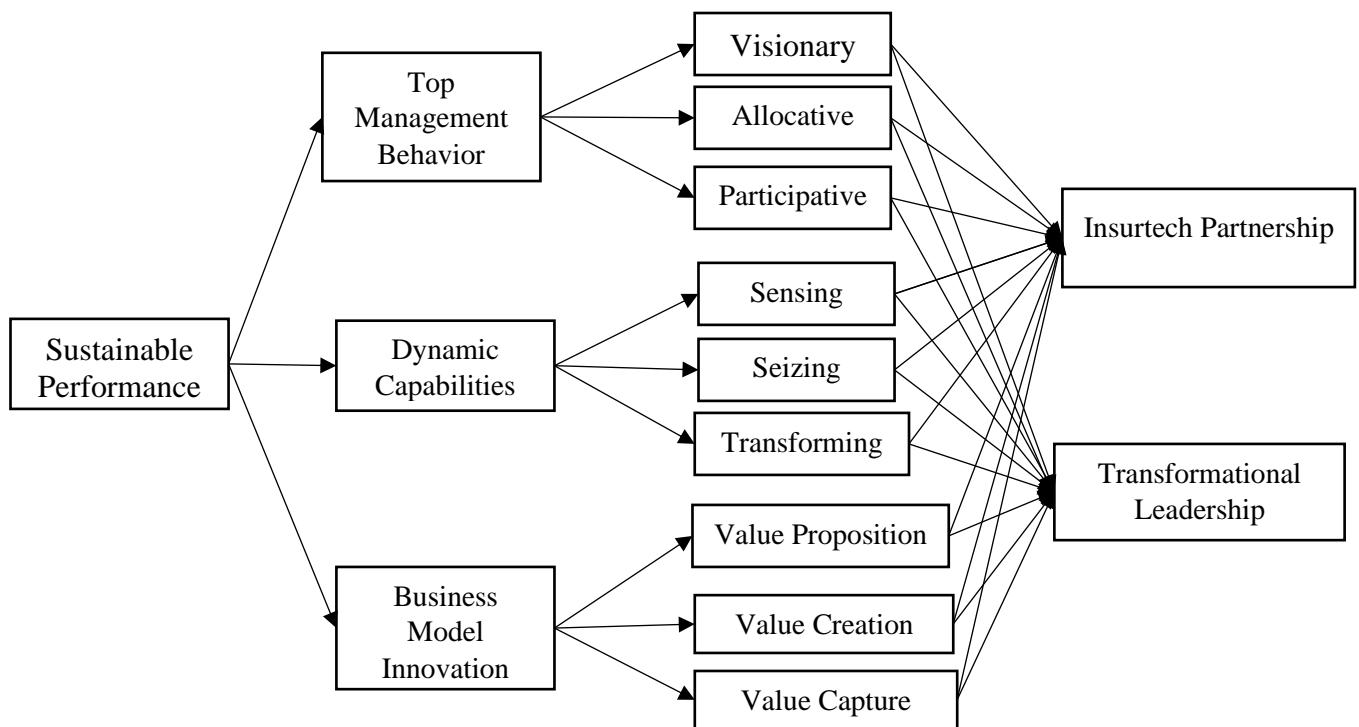 Sustainable
Performance
Top
Management
Behavior
Dynamic
Capabilities
Business
Model
Innovation
Visionary
Allocative
Participative
Sensing
Seizing
Transforming
Value Proposition
Value Creation
Value Capture
Insurtech Partnership
Transformational
Leadership